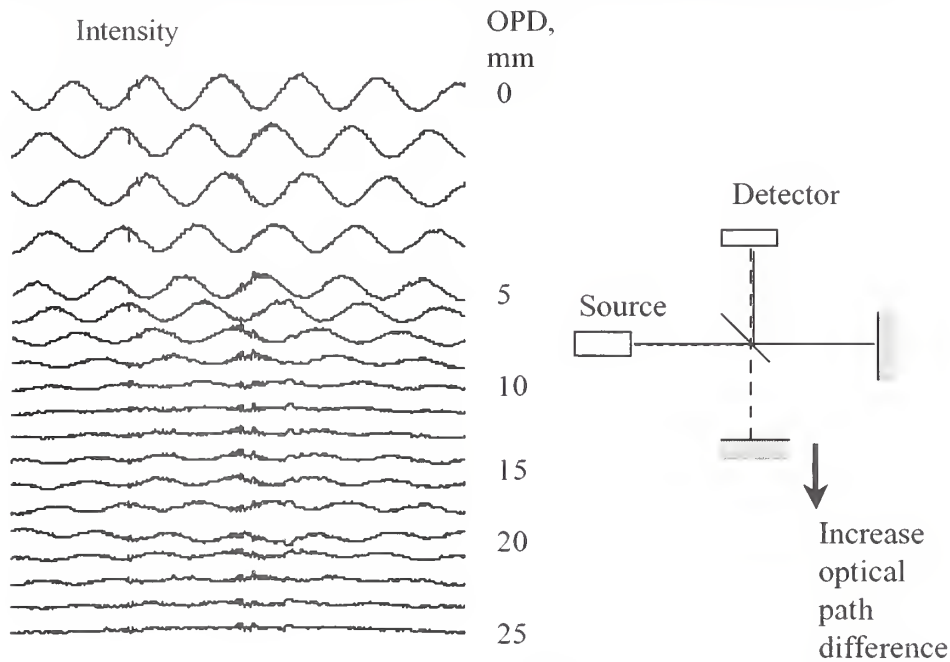 Intensity
OPD,
mm
0
5
10
15
20
25
Detector
Source
Increase
optical
path
difference